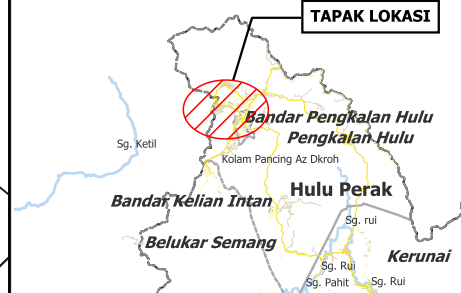 TAPAK LOKASI
Bandar Pengkalan Hulu
Pengkalan Hulu
Sg. Ketil
Kolam Pancing Az Dkroh
Hulu Perak
Bandar Kelian Intan
Sg. rui
Belukar Semang
Kerunai
Sg. Rui
Sg. Pahit
Sg. Rui